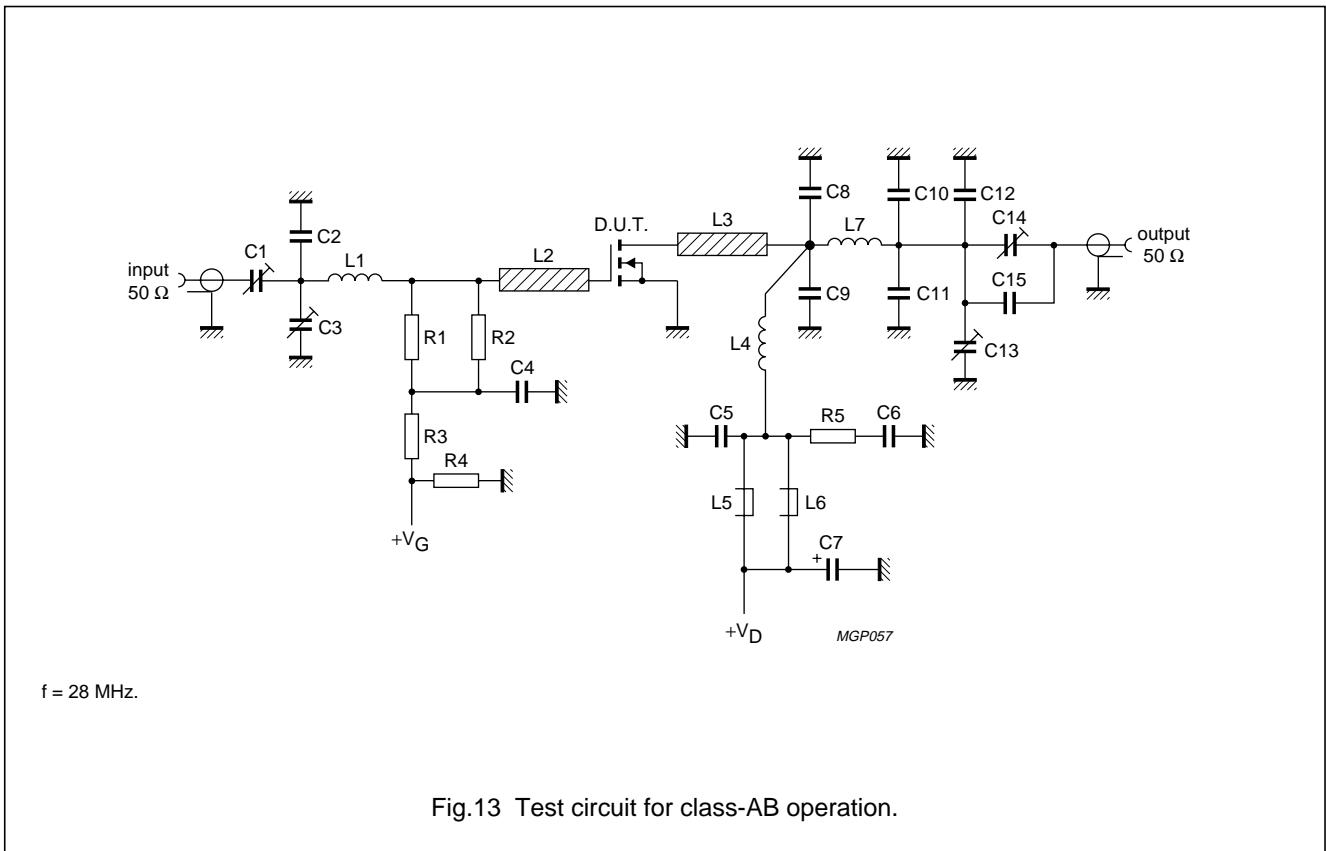 C8
C10
C12
C14
L3
L7
D.U.T.
C2
C1
L1
L2
input
50 Ω
output
50 Ω
C15
C9
C11
C3
R1
R2
L4
C13
C4
C5
R5
C6
R3
R4
L5
L6
+VG
C7
+
+VD
MGP057
f = 28 MHz.
Fig.13 Test circuit for class-AB operation.